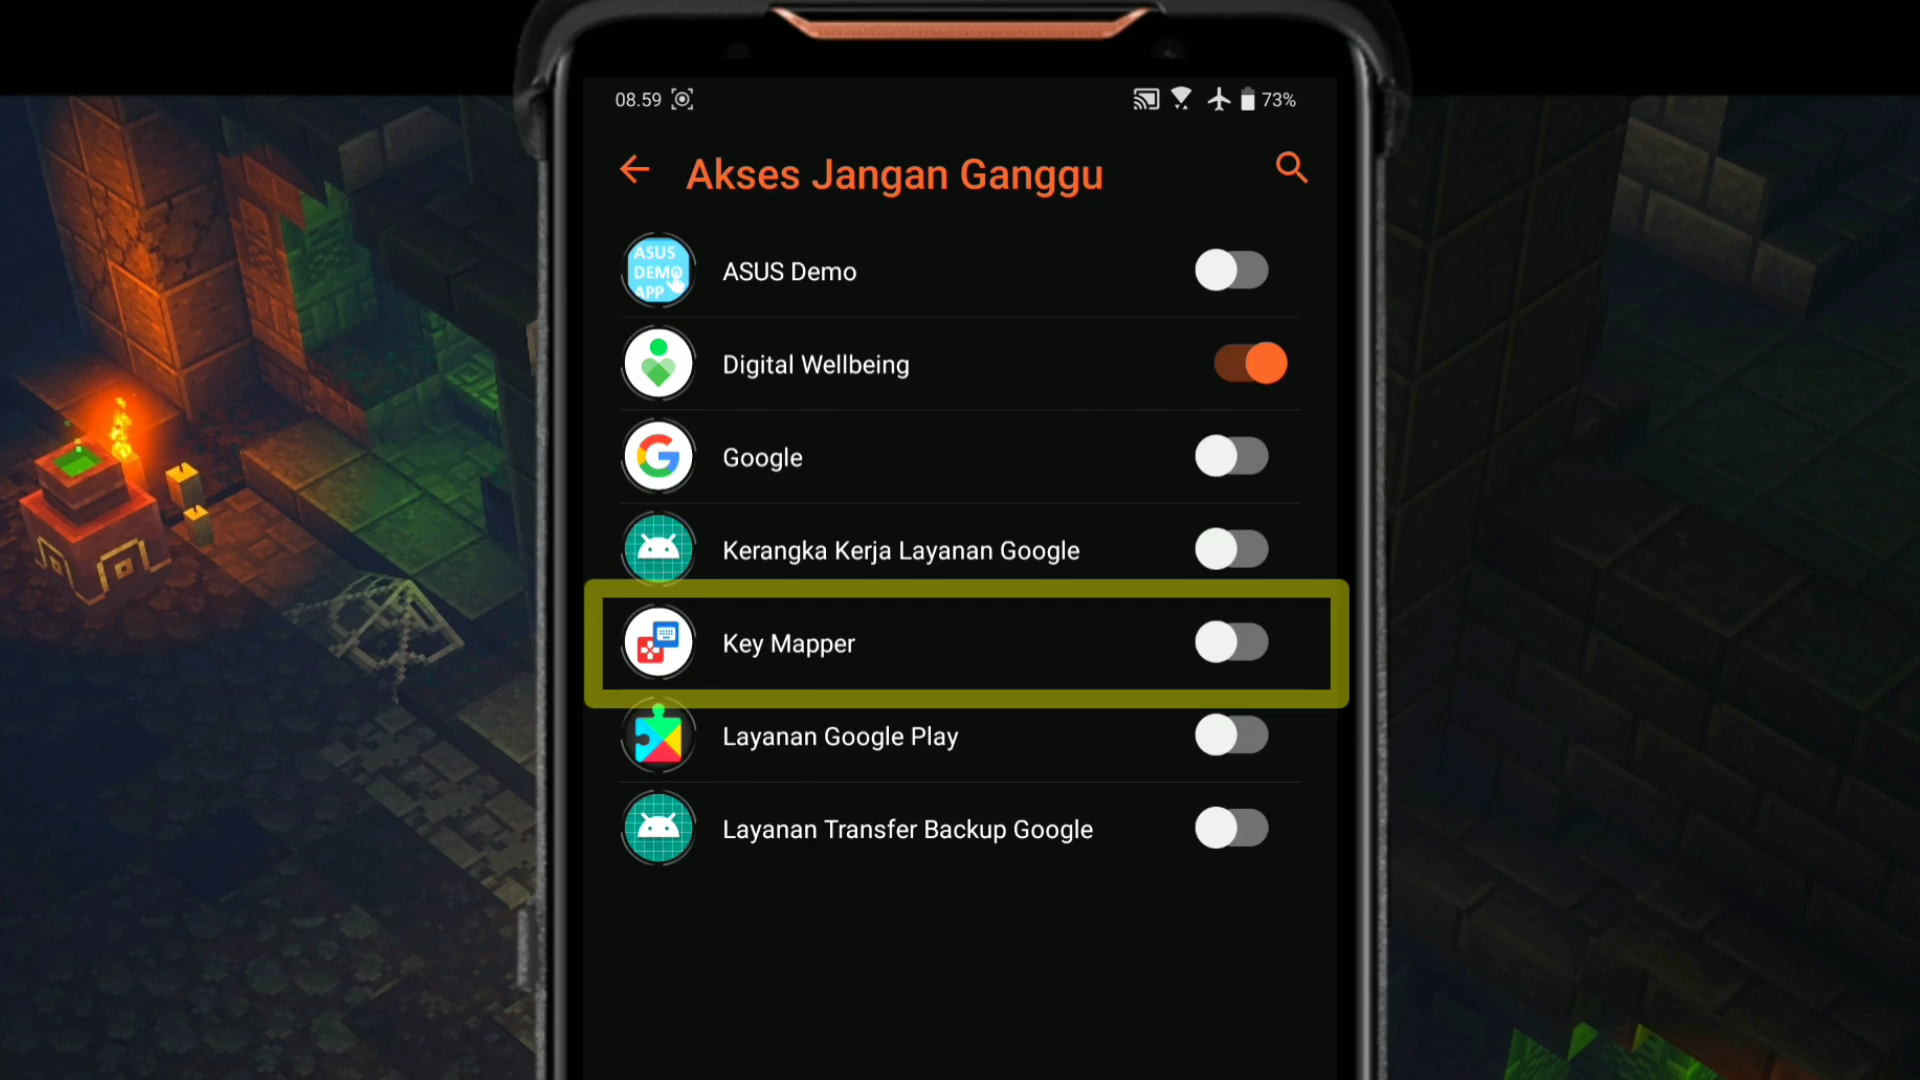 08.59
73%
Akses Jangan Ganggu
ASUS
DEMO
APP
ASUS Demo
Digital Wellbeing
Google
Kerangka Kerja Layanan Google
Key Mapper
Layanan Google Play
Layanan Transfer Backup Google